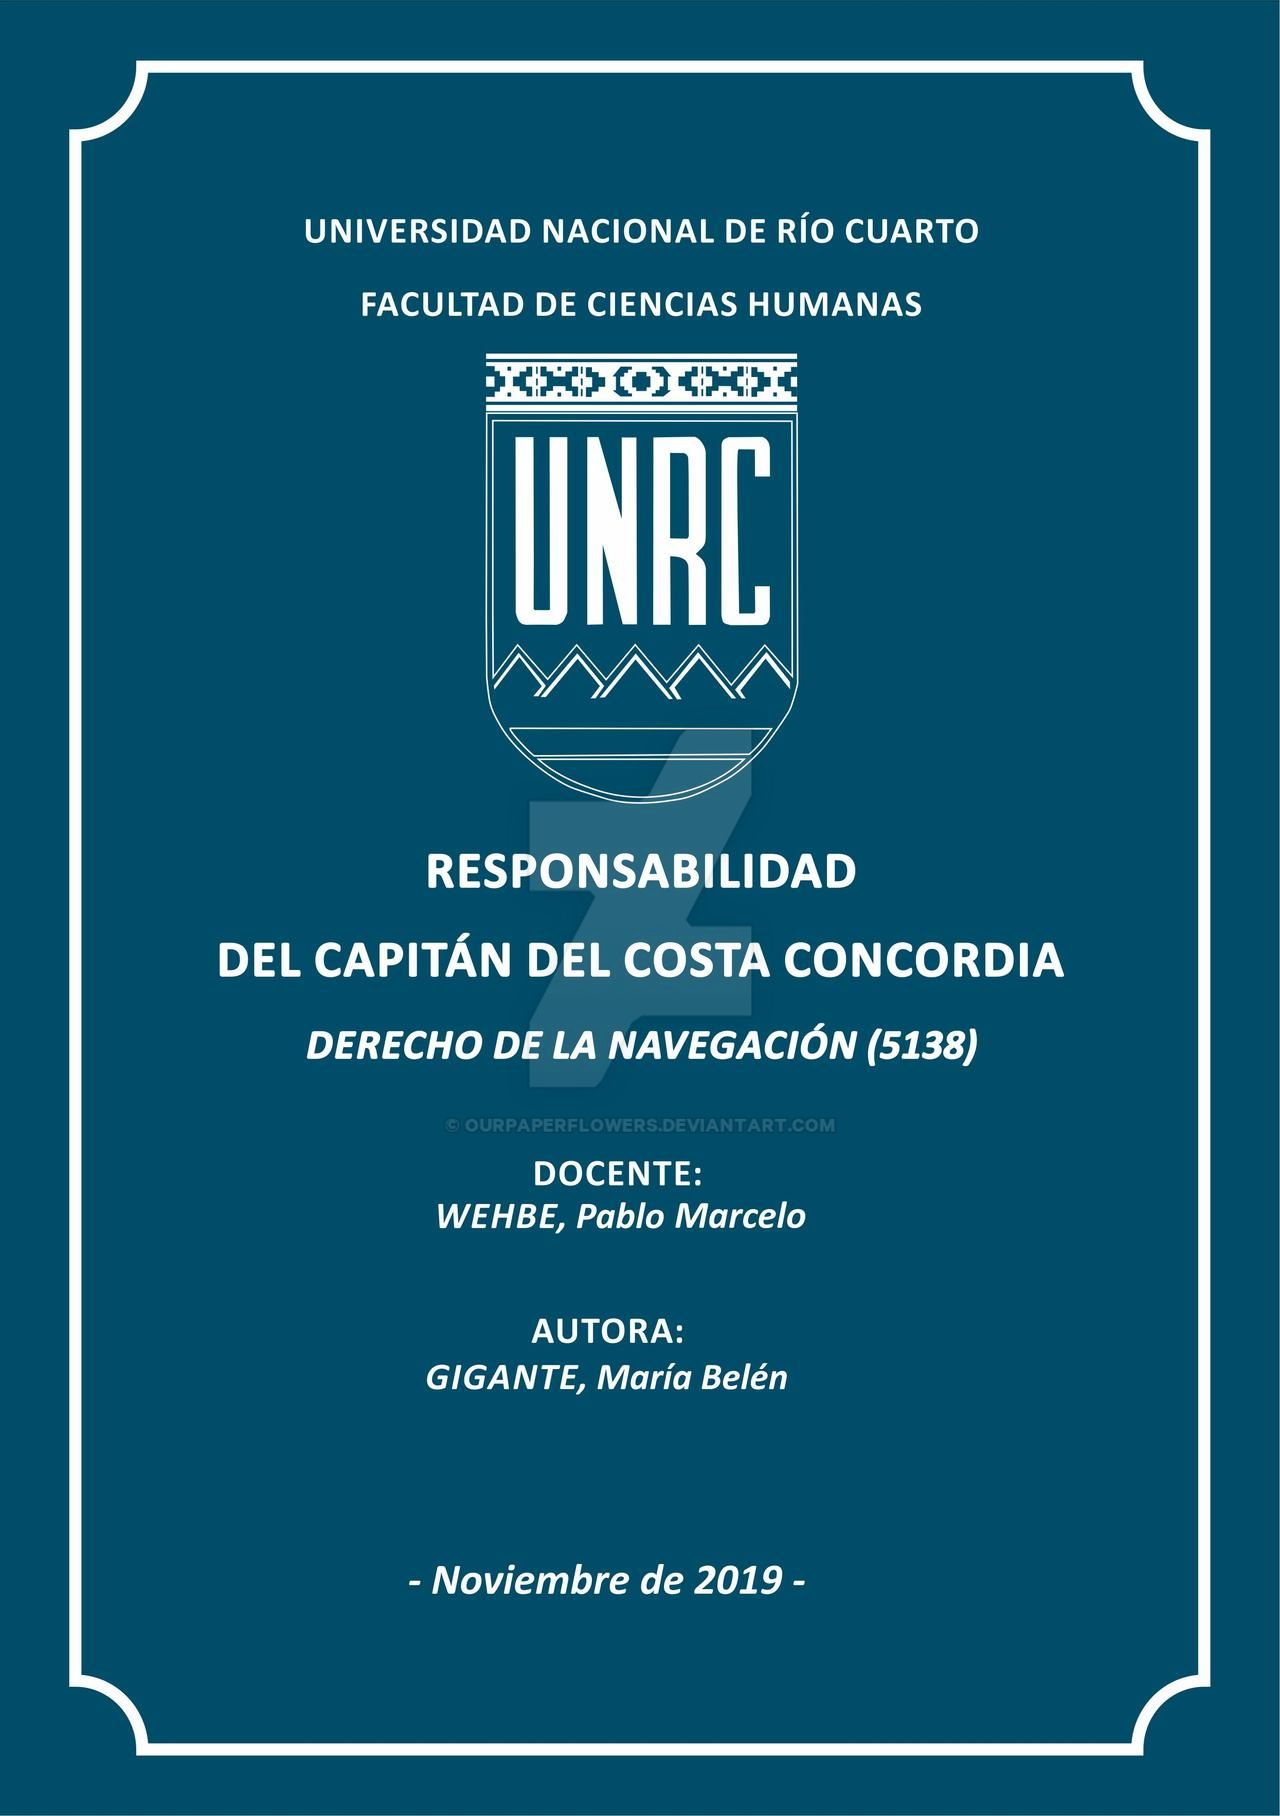 UNIVERSIDAD NACIONAL DE RÍO CUARTO
FACULTAD DE CIENCIAS HUMANAS
UNRC
RESPONSABILIDAD
DEL CAPITÁN DEL COSTA CONCORDIA
DERECHO DE LA NAVEGACIÓN (5138)
© OURPAPERFLOWERS.DEVIANTART.COM
DOCENTE:
WEHBE, Pablo Marcelo
AUTORA:
GIGANTE, María Belén
- Noviembre de 2019 -